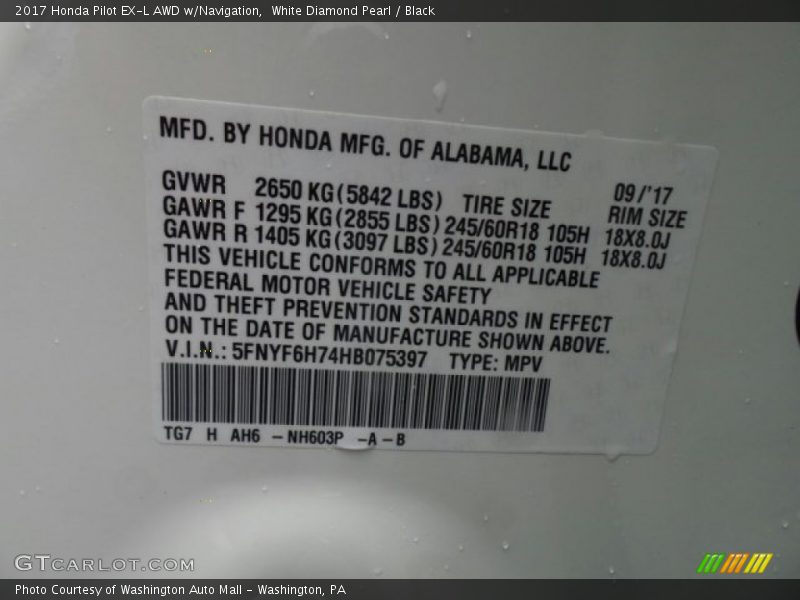 2017 Honda Pilot EX-L AWD w/Navigation,  White Diamond Pearl / Black
MFD. BY HONDA MFG. OF ALABAMA, LLC
09/'17
GVWR 2650 KG(5842 LBS) TIRE SIZE RIM SIZE
GAWR F 1295 KG(2855 LBS) 245/60R18 105H 18X8.0J
GAWR R 1405 KG(3097 LBS) 245/60R18 105H 18X8.0J
THIS VEHICLE CONFORMS TO ALL APPLICABLE
FEDERAL MOTOR VEHICLE SAFETY
AND THEFT PREVENTION STANDARDS IN EFFECT
ON THE DATE OF MANUFACTURE SHOWN ABOVE.
V.I.N.: 5FNYF6H74HB075397 TYPE: MPV
TG7 H AH6 - NH603P -A-B
GTCARLOT.COM
Photo Courtesy of Washington Auto Mall - Washington, PA